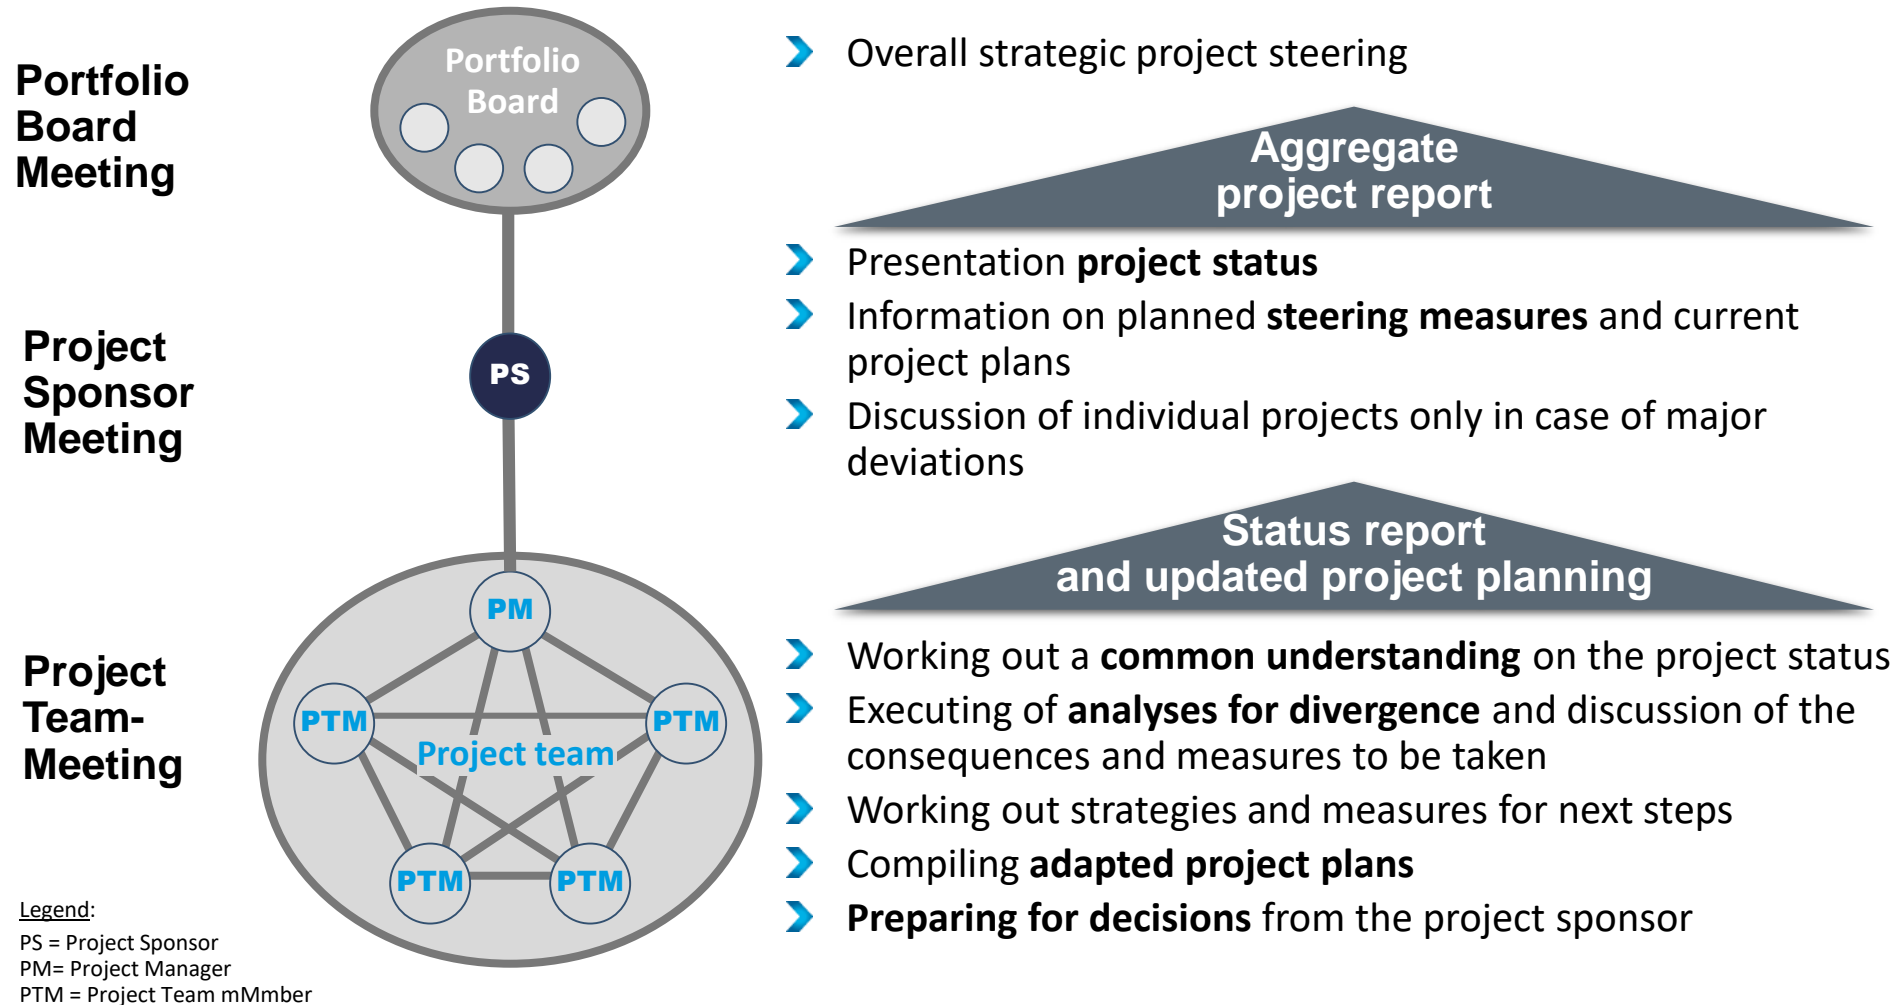 Portfolio
Board
Meeting
Portfolio
Board
Overall strategic project steering
Aggregate
project report
Project
Sponsor
Meeting
PS
Presentation project status
Information on planned steering measures and current
project plans
Discussion of individual projects only in case of major
deviations
Status report
and updated project planning
Project
Team-
Meeting
PM
PTM
PTM
Project team
PTM
PTM
Working out a common understanding on the project status
Executing of analyses for divergence and discussion of the
consequences and measures to be taken
Working out strategies and measures for next steps
Compiling adapted project plans
Preparing for decisions from the project sponsor
Legend:
PS = Project Sponsor
PM= Project Manager
PTM = Project Team mMmber